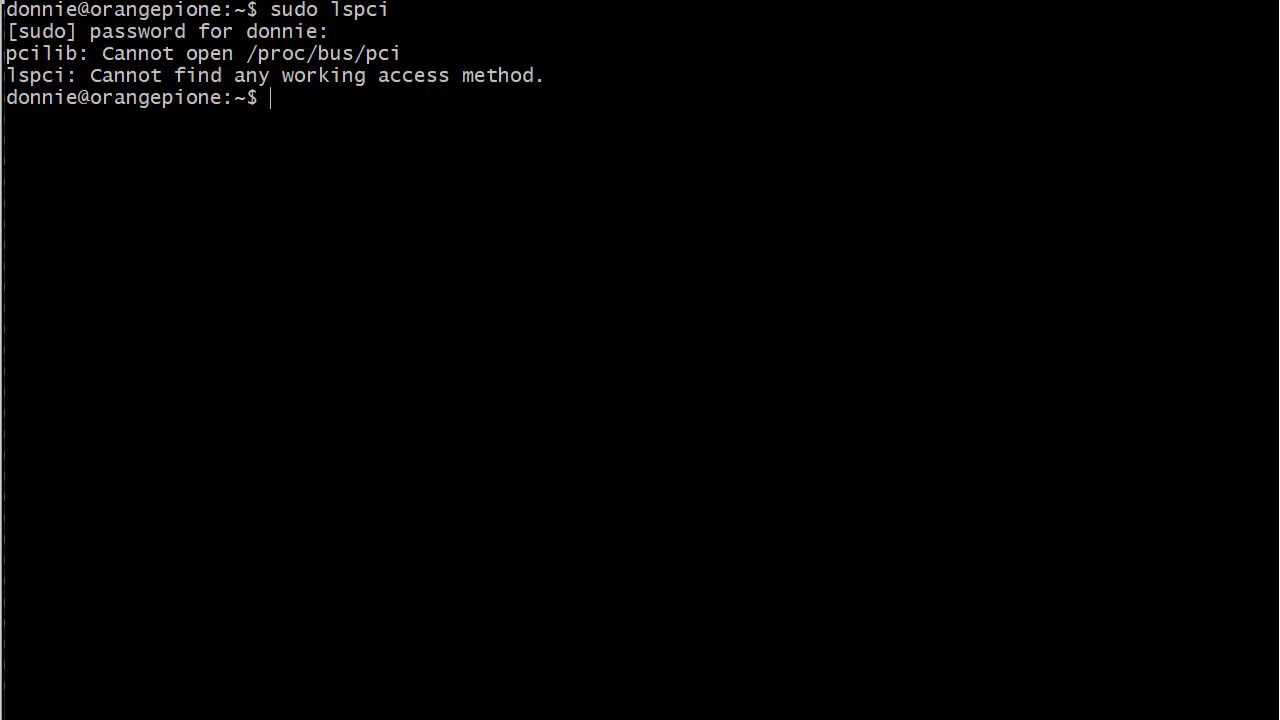 donnie@orangepione:~$ sudo lspci
[sudo] password for donnie:
pcilib: Cannot open /proc/bus/pci
lspci: Cannot find any working access method.
donnie@orangepione:~$